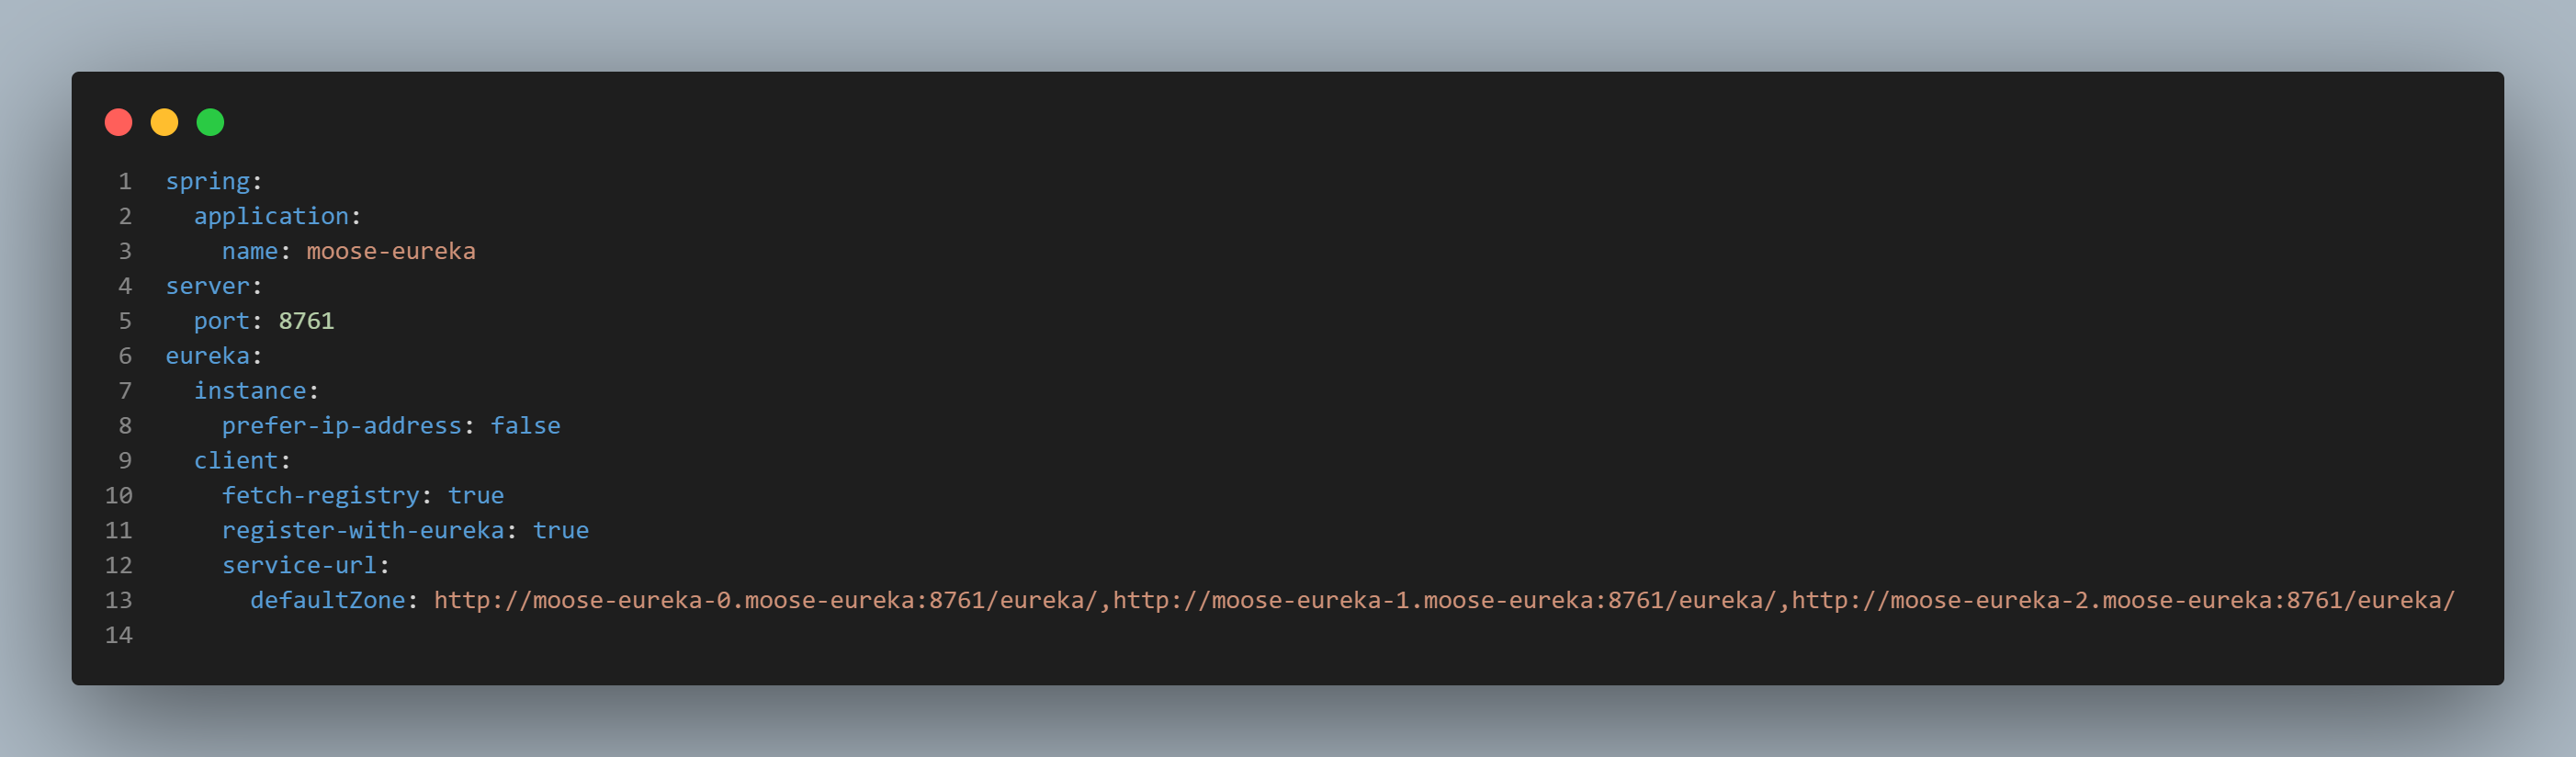 1 spring:
2   application:
3     name: moose-eureka
4 server:
5   port: 8761
6 eureka:
7   instance:
8     prefer-ip-address: false
9   client:
10     fetch-registry: true
11     register-with-eureka: true
12     service-url:
13       defaultZone: http://moose-eureka-0.moose-eureka:8761/eureka/,http://moose-eureka-1.moose-eureka:8761/eureka/,http://moose-eureka-2.moose-eureka:8761/eureka/
14